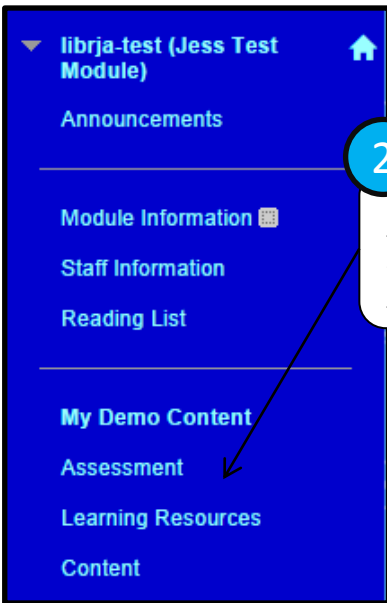 librja-test (Jess Test
Module)
Announcements
2
Module Information
Staff Information
Reading List
My Demo Content
Assessment
Learning Resources
Content